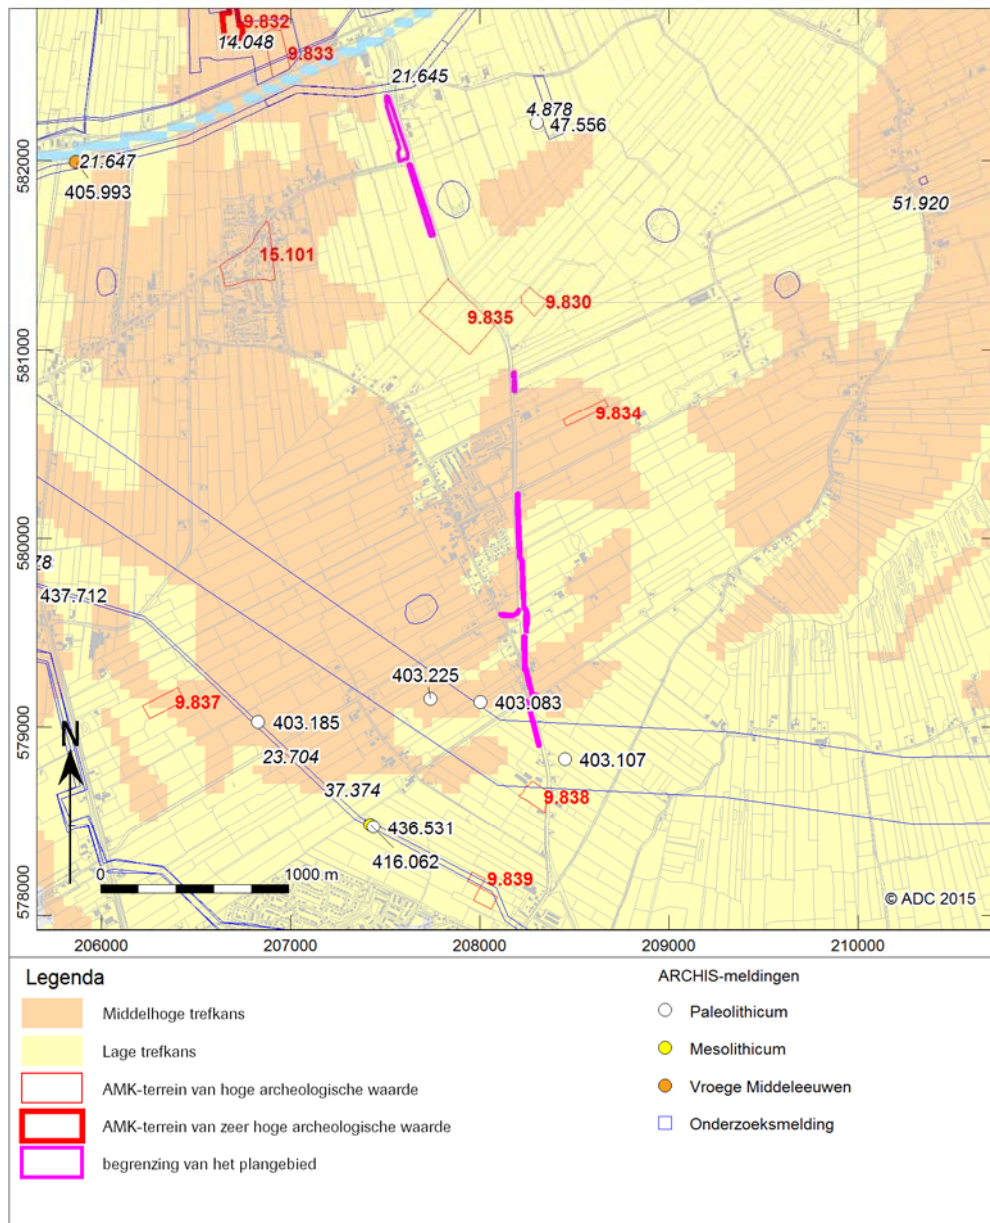 9.832
14.048
9.833
21.645
4.878
47.556
582000
21.647
405.993
51.920
15.101
9.830
9.835
581000
9.834
580000
78
437.712
403.225
403.083
9.837
403.185
579000
N
23.704
403.107
37.374
9.838
436.531
416.062
0 1000 m
9.839
578000
© ADC 2015
206000 207000 208000 209000 210000
Legenda
Middelhoge trefkans
Lage trefkans
AMK-terrein van hoge archeologische waarde
AMK-terrein van zeer hoge archeologische waarde
begrenzing van het plangebied
ARCHIS-meldingen
Paleolithicum
Mesolithicum
Vroege Middeleeuwen
Onderzoeksmelding